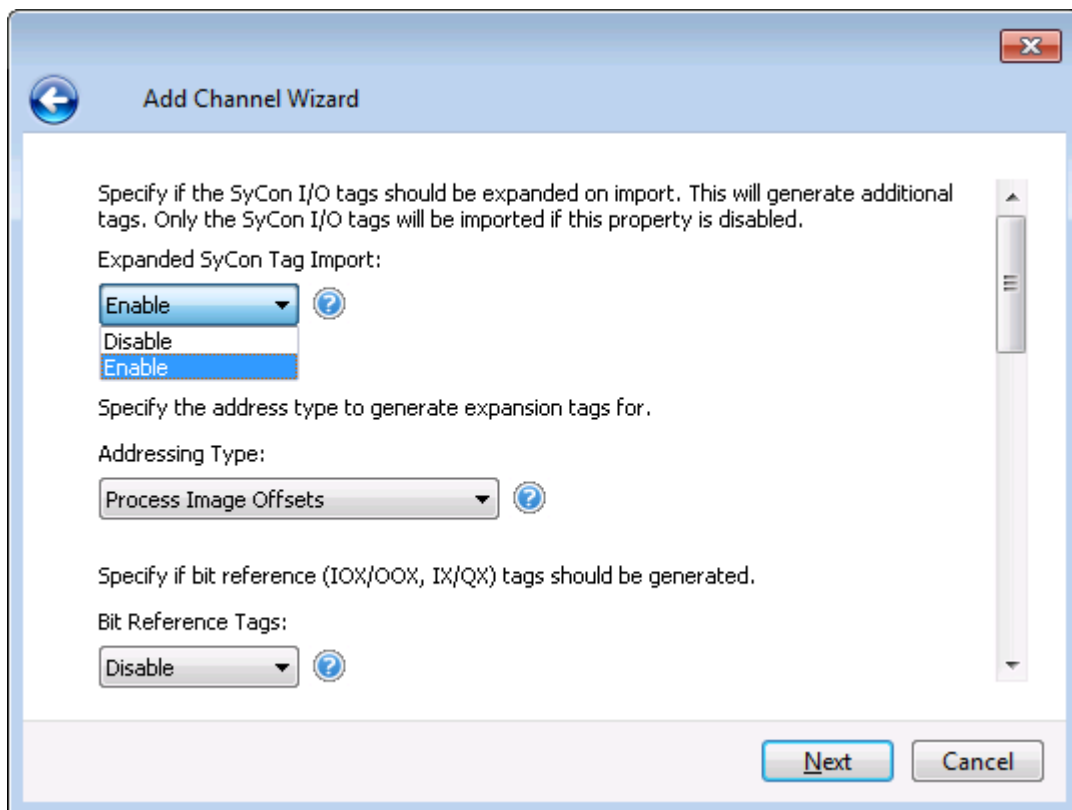 Add Channel Wizard
Specify if the SyCon I/O tags should be expanded on import. This will generate additional
tags. Only the SyCon I/O tags will be imported if this property is disabled.
Expanded SyCon Tag Import:
Enable
Disable
Enable
Specify the address type to generate expansion tags for.
Addressing Type:
Process Image Offsets
Specify if bit reference (IOX/OOX, IX/QX) tags should be generated.
Bit Reference Tags:
Disable
Next
Cancel